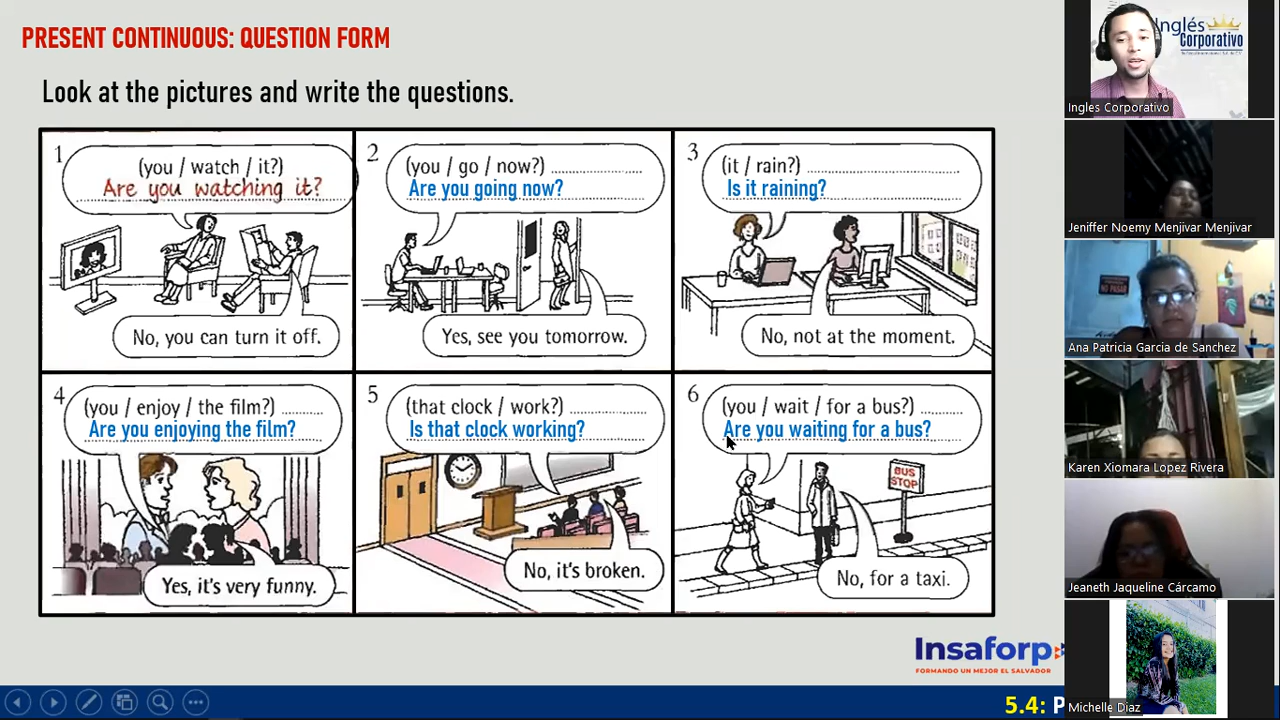 PRESENT CONTINUOUS: QUESTION FORM
Look at the pictures and write the questions.
1
(you / watch / it?)
Are you watching it?
No, you can turn it off.
2
(you / go / now?) ....................
Are you going now?
Yes, see you tomorrow.
3
(it / rain?) ....................
Is it raining?
No, not at the moment.
4
(you / enjoy / the film?) ..........
Are you enjoying the film?
Yes, it's very funny.
5
(that clock / work?) ....................
Is that clock working?
No, it's broken.
6
(you / wait / for a bus?) ..........
Are you waiting for a bus?
BUS
STOP
No, for a taxi.
Insaforp
FORMANDO UN MEJOR EL SALVADOR
5.4: P
Inglés
Corporativo
Ingles Corporativo
Jeniffer Noemy Menjivar Menjivar
NO PASAR
Ana Patricia Garcia de Sanchez
Karen Xiomara Lopez Rivera
Jeaneth Jaqueline Cárcamo
Michelle Diaz